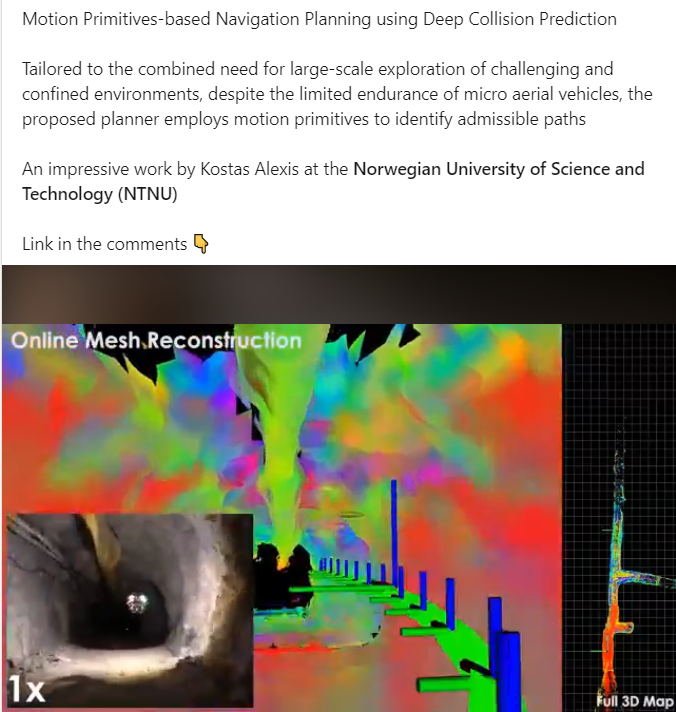 Motion Primitives-based Navigation Planning using Deep Collision Prediction
Tailored to the combined need for large-scale exploration of challenging and
confined environments, despite the limited endurance of micro aerial vehicles, the
proposed planner employs motion primitives to identify admissible paths
An impressive work by Kostas Alexis at the Norwegian University of Science and
Technology (NTNU)
Link in the comments 👇
Online Mesh Reconstruction
1x
Full 3D Map